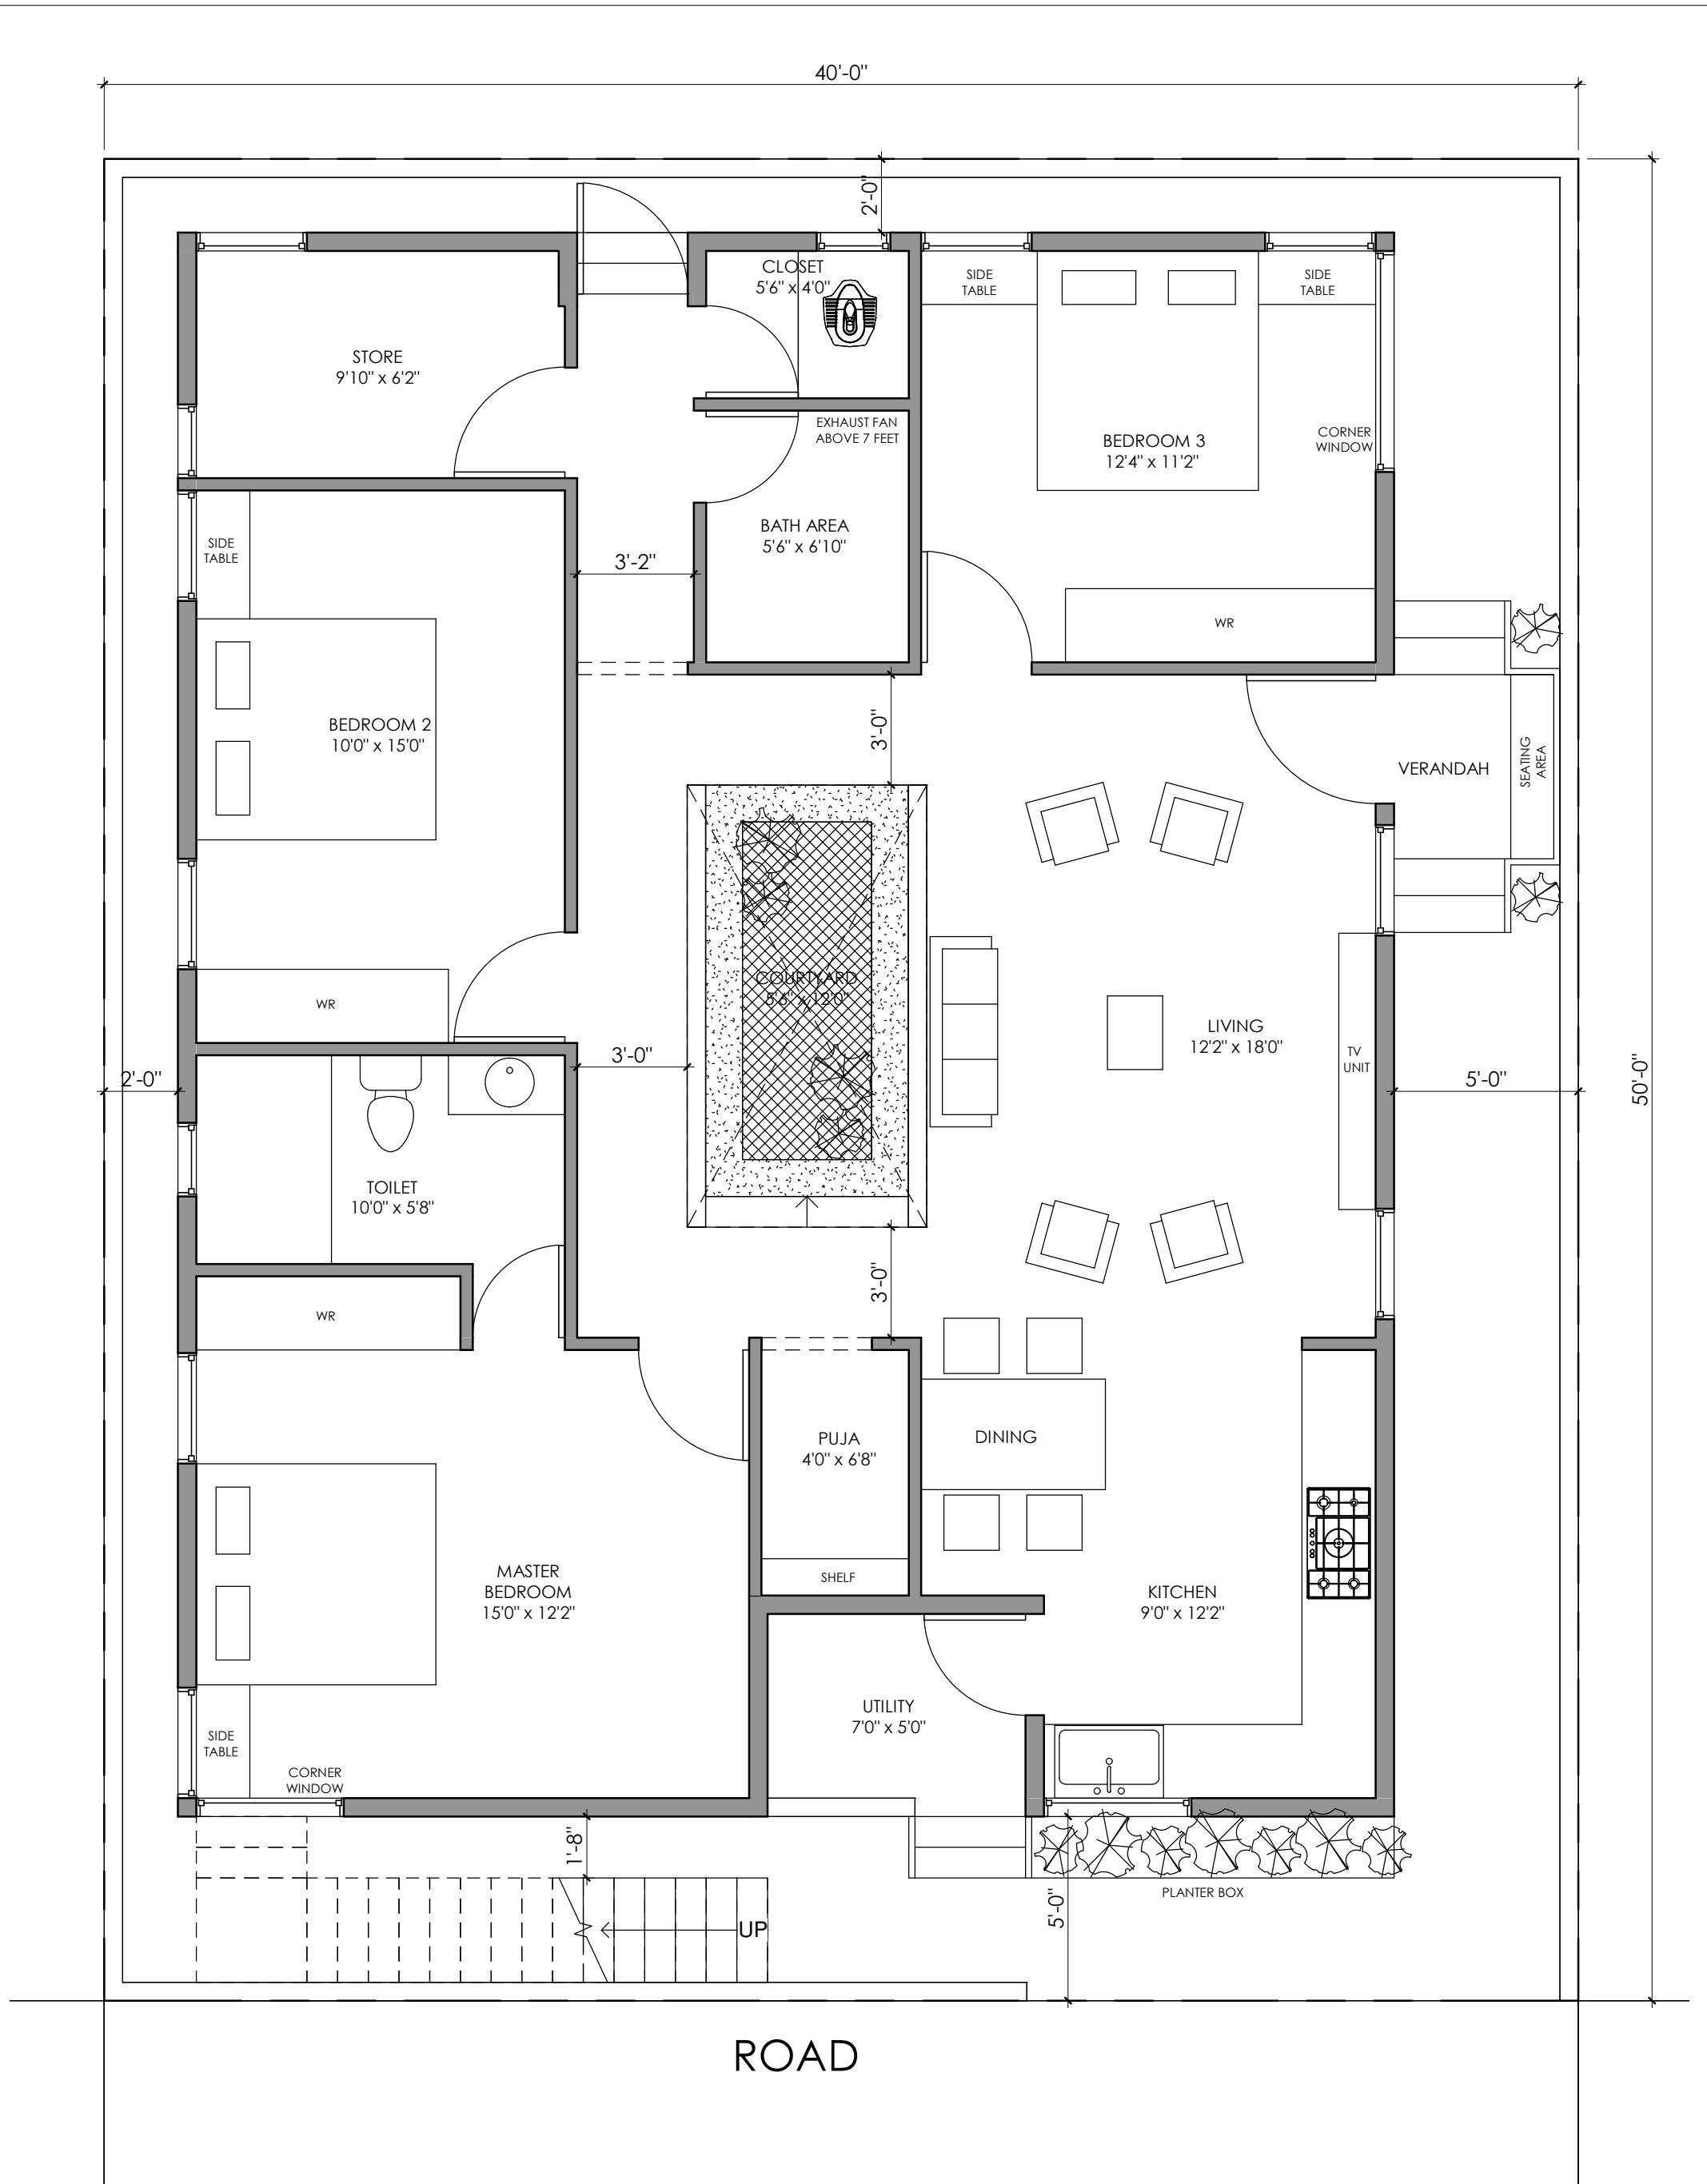 40'-0"
2'-0"
CLOSET
5'6" x 4'0"
SIDE
TABLE
SIDE
TABLE
STORE
9'10" x 6'2"
EXHAUST FAN
ABOVE 7 FEET
BEDROOM 3
12'4" x 11'2"
CORNER
WINDOW
BATH AREA
5'6" x 6'10"
SIDE
TABLE
3'-2"
WR
BEDROOM 2
10'0" x 15'0"
3'-0"
VERANDAH
SEATING
AREA
COURTYARD
5'6" x 12'0"
WR
LIVING
12'2" x 18'0"
TV
UNIT
3'-0"
2'-0"
5'-0"
50'-0"
TOILET
10'0" x 5'8"
3'-0"
WR
PUJA
4'0" x 6'8"
DINING
SHELF
MASTER
BEDROOM
15'0" x 12'2"
KITCHEN
9'0" x 12'2"
UTILITY
7'0" x 5'0"
SIDE
TABLE
CORNER
WINDOW
1'-8"
PLANTER BOX
5'-0"
UP
ROAD